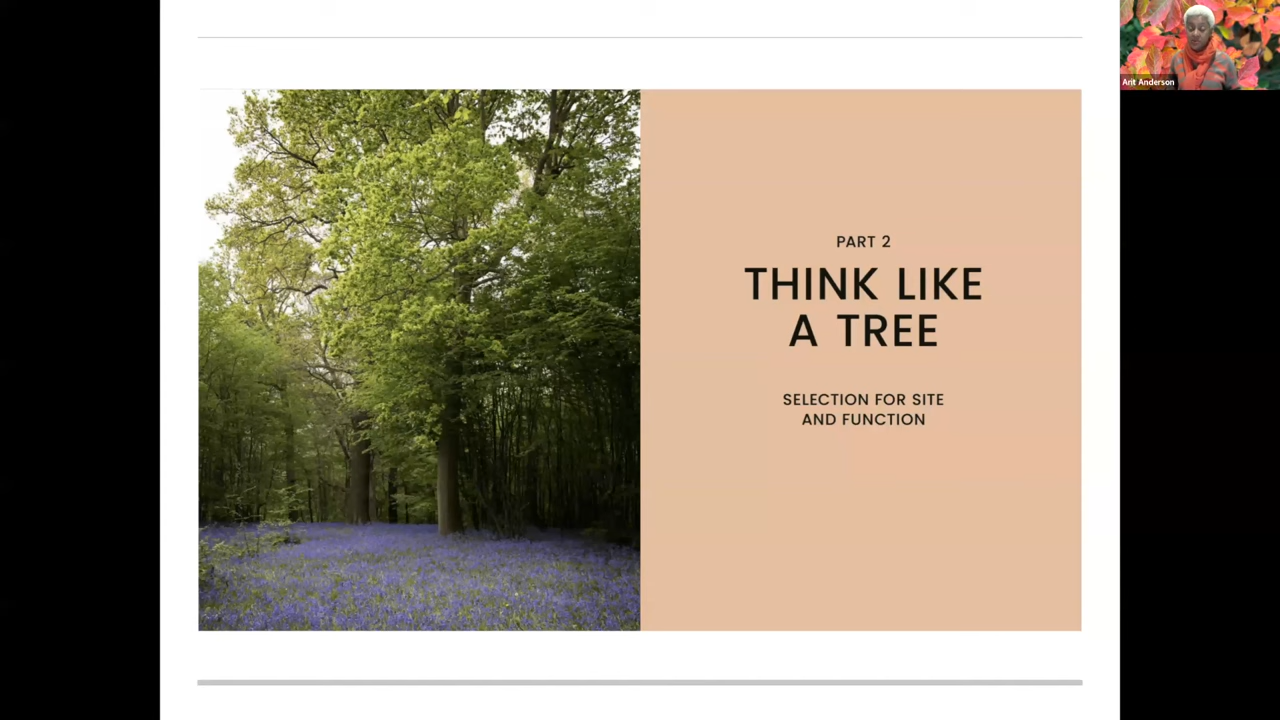 PART 2
THINK LIKE
A TREE
SELECTION FOR SITE
AND FUNCTION
Arit Anderson